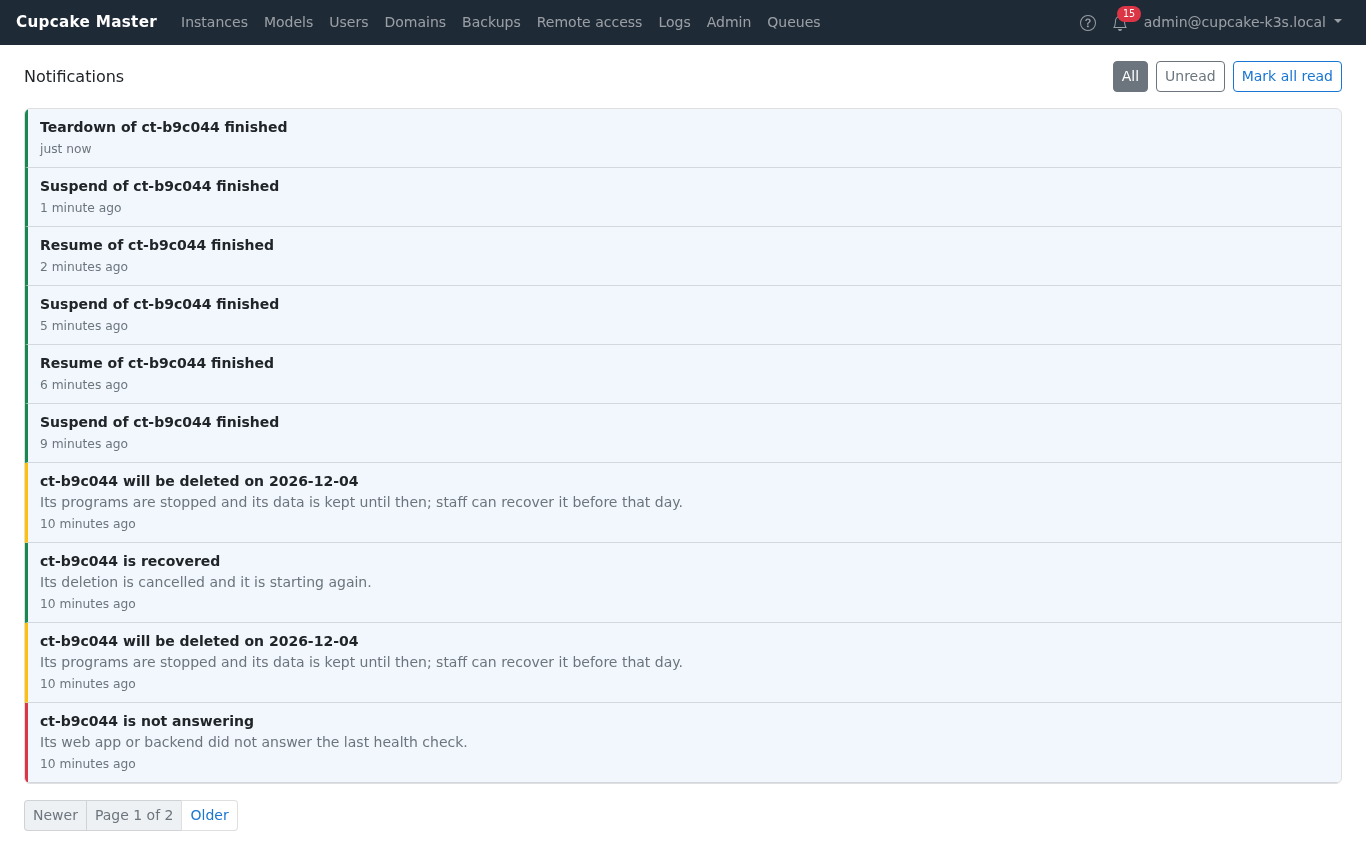 Cupcake Master Instances Models Users Domains Backups Remote access Logs Admin Queues 15 admin@cupcake-k3s.local
Notifications All Unread Mark all read
Teardown of ct-b9c044 finished
just now
Suspend of ct-b9c044 finished
1 minute ago
Resume of ct-b9c044 finished
2 minutes ago
Suspend of ct-b9c044 finished
5 minutes ago
Resume of ct-b9c044 finished
6 minutes ago
Suspend of ct-b9c044 finished
9 minutes ago
ct-b9c044 will be deleted on 2026-12-04
Its programs are stopped and its data is kept until then; staff can recover it before that day.
10 minutes ago
ct-b9c044 is recovered
Its deletion is cancelled and it is starting again.
10 minutes ago
ct-b9c044 will be deleted on 2026-12-04
Its programs are stopped and its data is kept until then; staff can recover it before that day.
10 minutes ago
ct-b9c044 is not answering
Its web app or backend did not answer the last health check.
10 minutes ago
Newer Page 1 of 2 Older